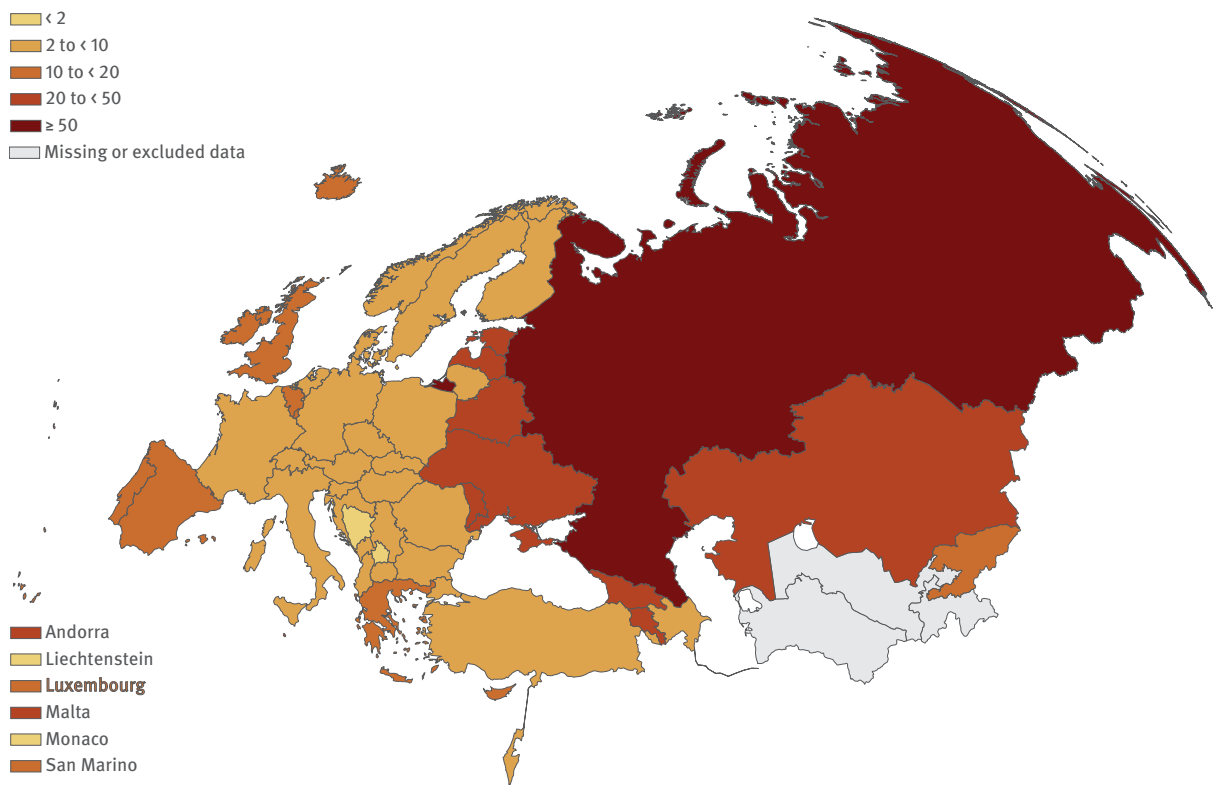 < 2
2 to < 10
10 to < 20
20 to < 50
≥ 50
Missing or excluded data
Andorra
Liechtenstein
Luxembourg
Malta
Monaco
San Marino